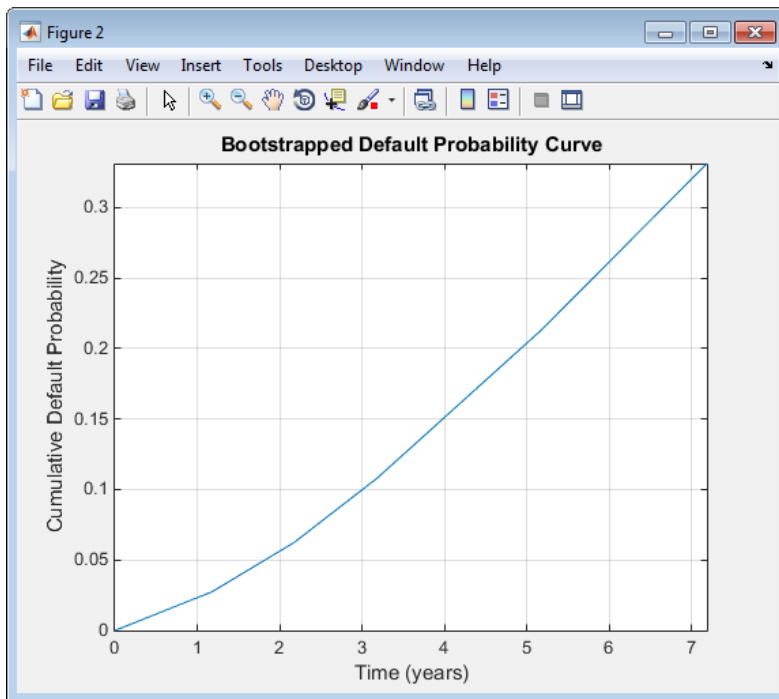 Figure 2
File Edit View Insert Tools Desktop Window Help
Bootstrapped Default Probability Curve
0.3
0.25
0.2
0.15
0.1
0.05
0
Cumulative Default Probability
0 1 2 3 4 5 6 7
Time (years)